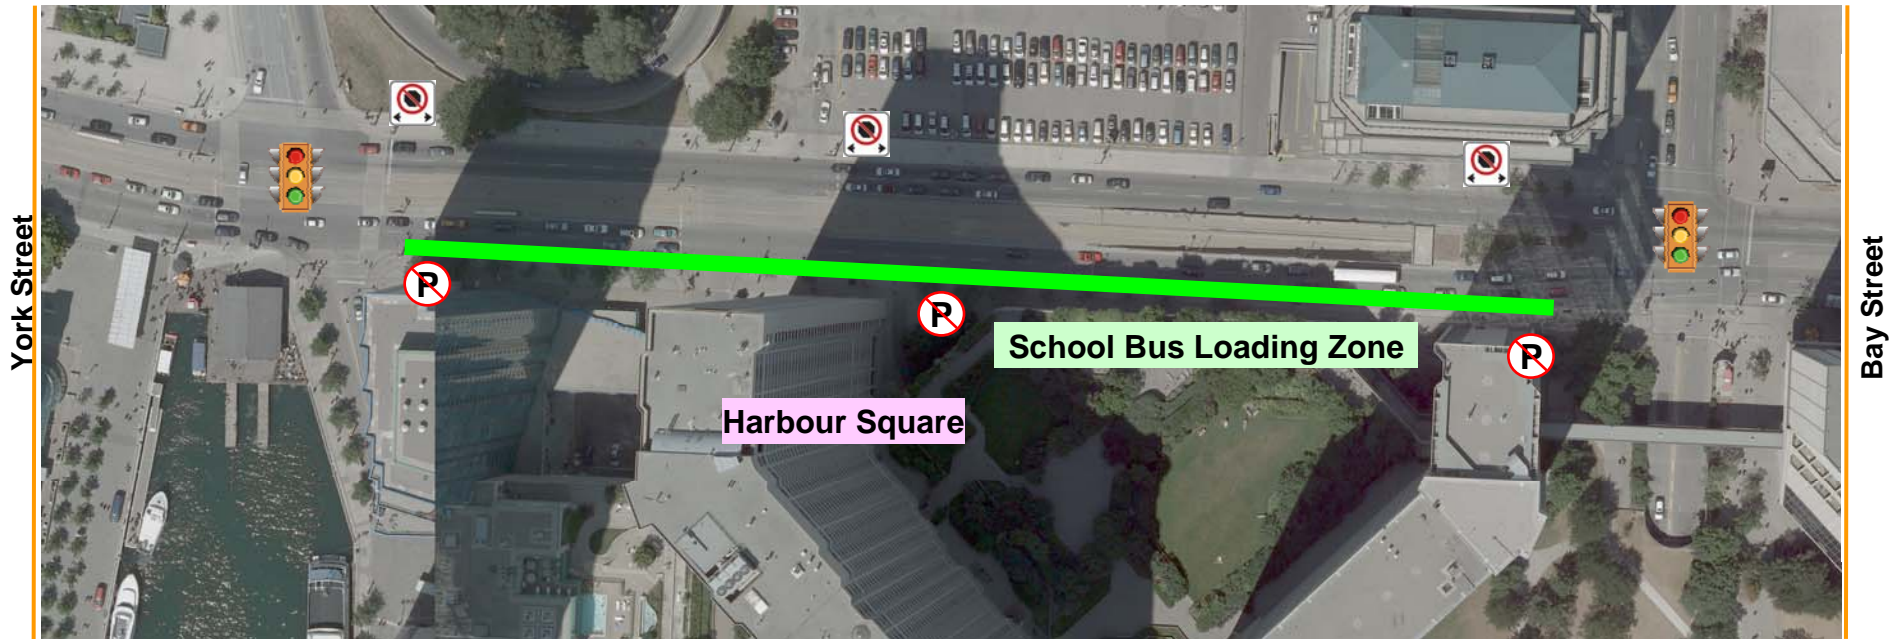 York Street
P
P
School Bus Loading Zone
P
Harbour Square
Bay Street